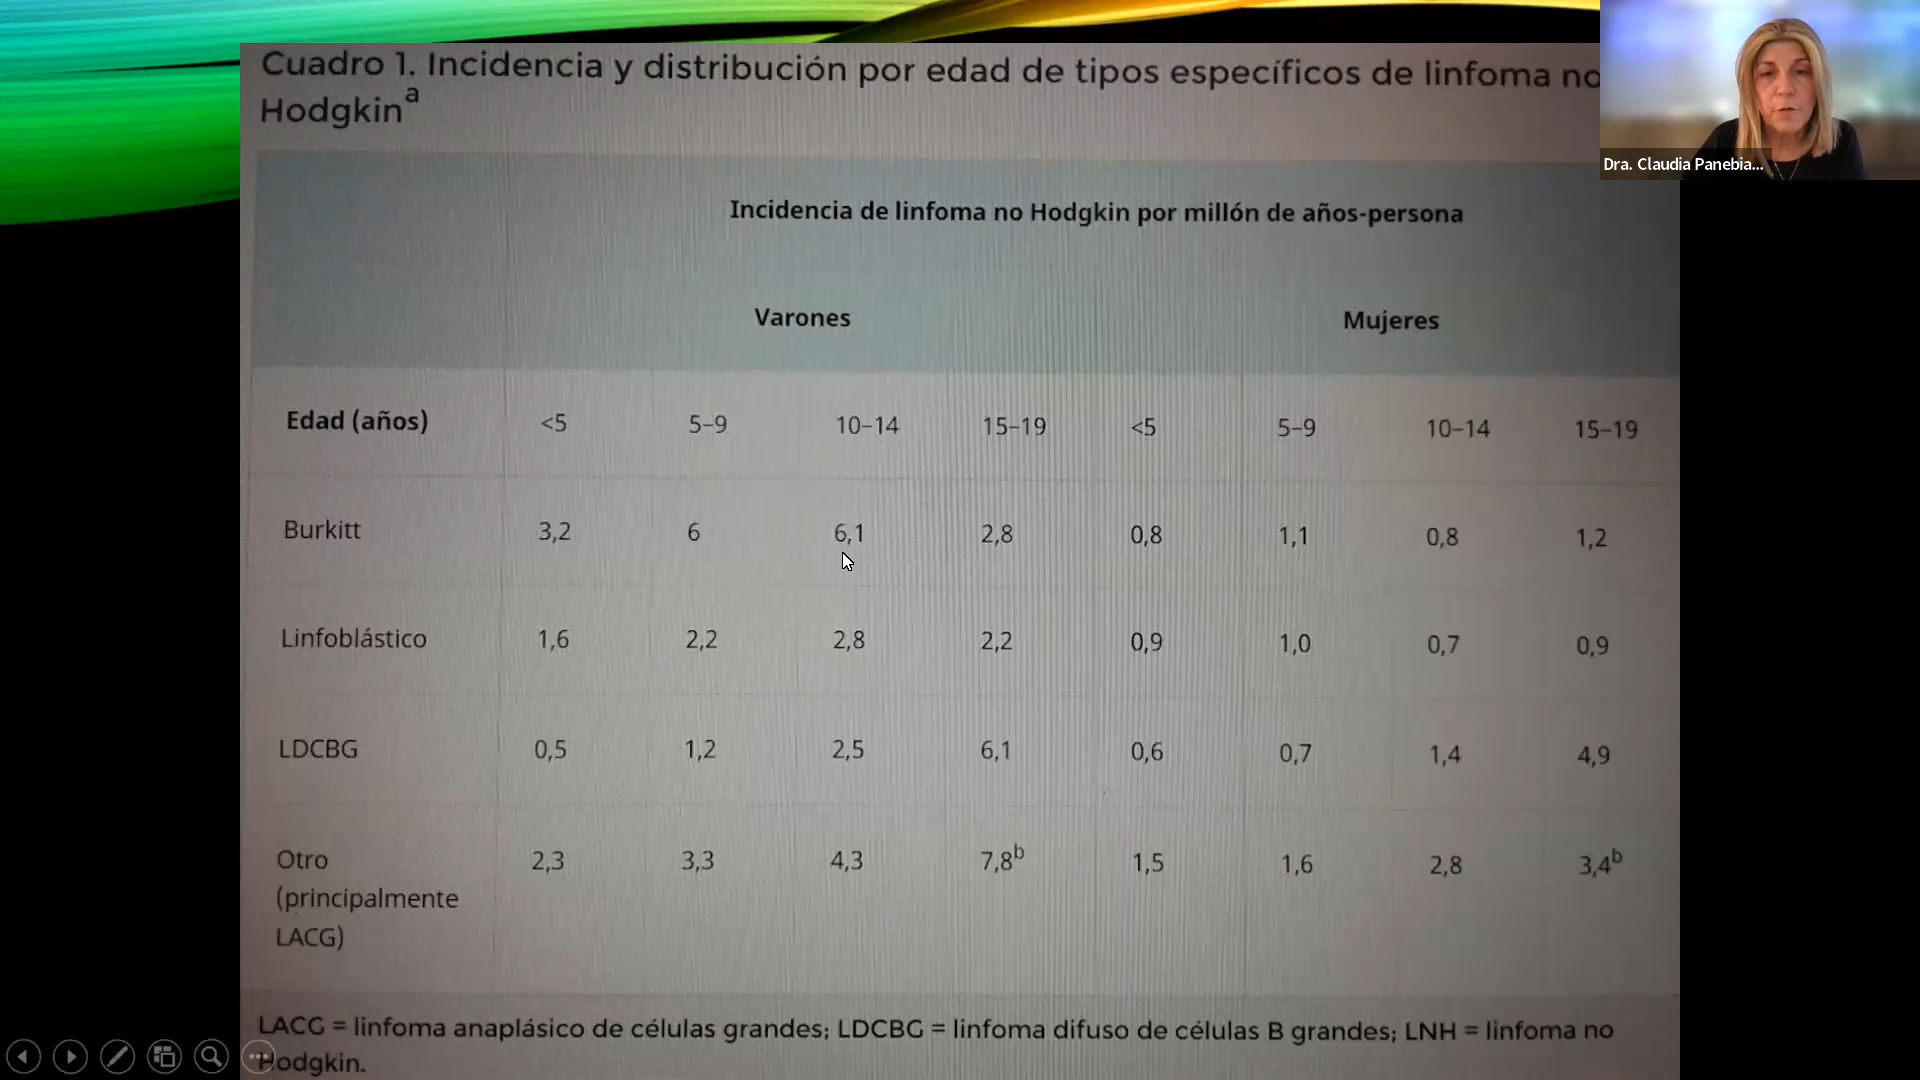 Cuadro 1. Incidencia y distribución por edad de tipos específicos de linfoma no
Hodgkin^a
Dra. Claudia Panebia...
Incidencia de linfoma no Hodgkin por millón de años-persona
Varones Mujeres
Edad (años) <5 5–9 10–14 15–19 <5 5–9 10–14 15–19
Burkitt 3,2 6 6,1 2,8 0,8 1,1 0,8 1,2
Linfoblástico 1,6 2,2 2,8 2,2 0,9 1,0 0,7 0,9
LDCBG 0,5 1,2 2,5 6,1 0,6 0,7 1,4 4,9
Otro 2,3 3,3 4,3 7,8^b 1,5 1,6 2,8 3,4^b
(principalmente
LACG)
LACG = linfoma anaplásico de células grandes; LDCBG = linfoma difuso de células B grandes; LNH = linfoma no
Hodgkin.